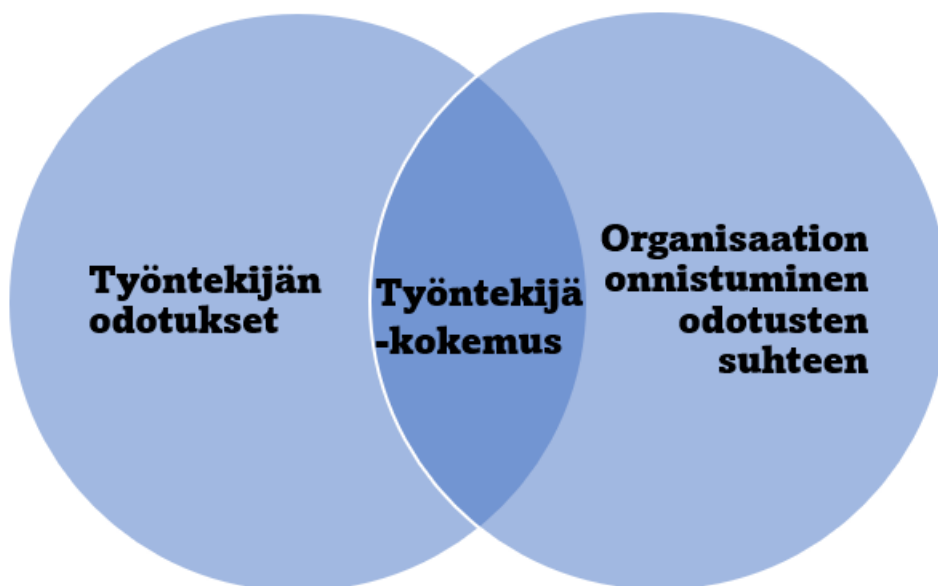 Työntekijän
odotukset
Työntekijä
-kokemus
Organisaation
onnistuminen
odotusten
suhteen